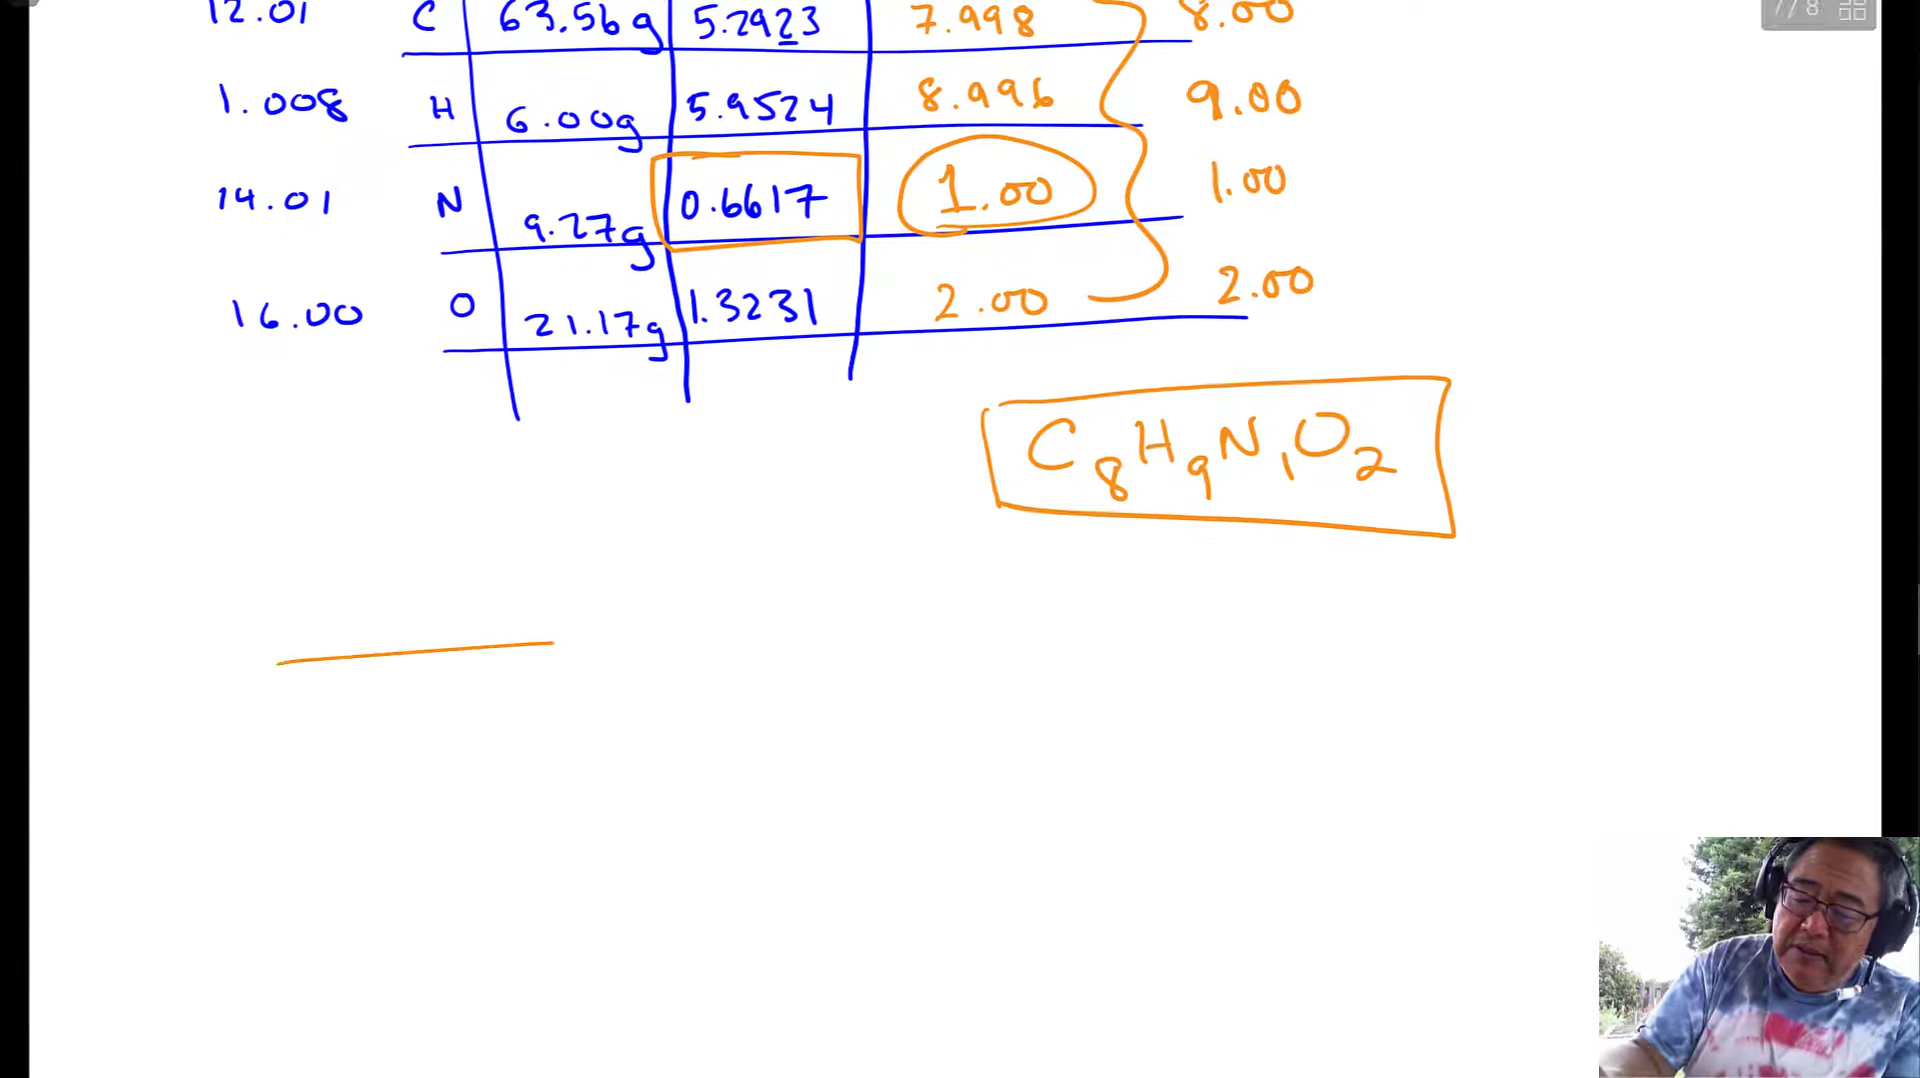 7/8
12.01 C 63.56g 5.2923 7.998 8.00
1.008 H 6.00g 5.9524 8.996 9.00
14.01 N 9.27g 0.6617 1.00 1.00
16.00 O 21.17g 1.3231 2.00 2.00
C8H9N1O2